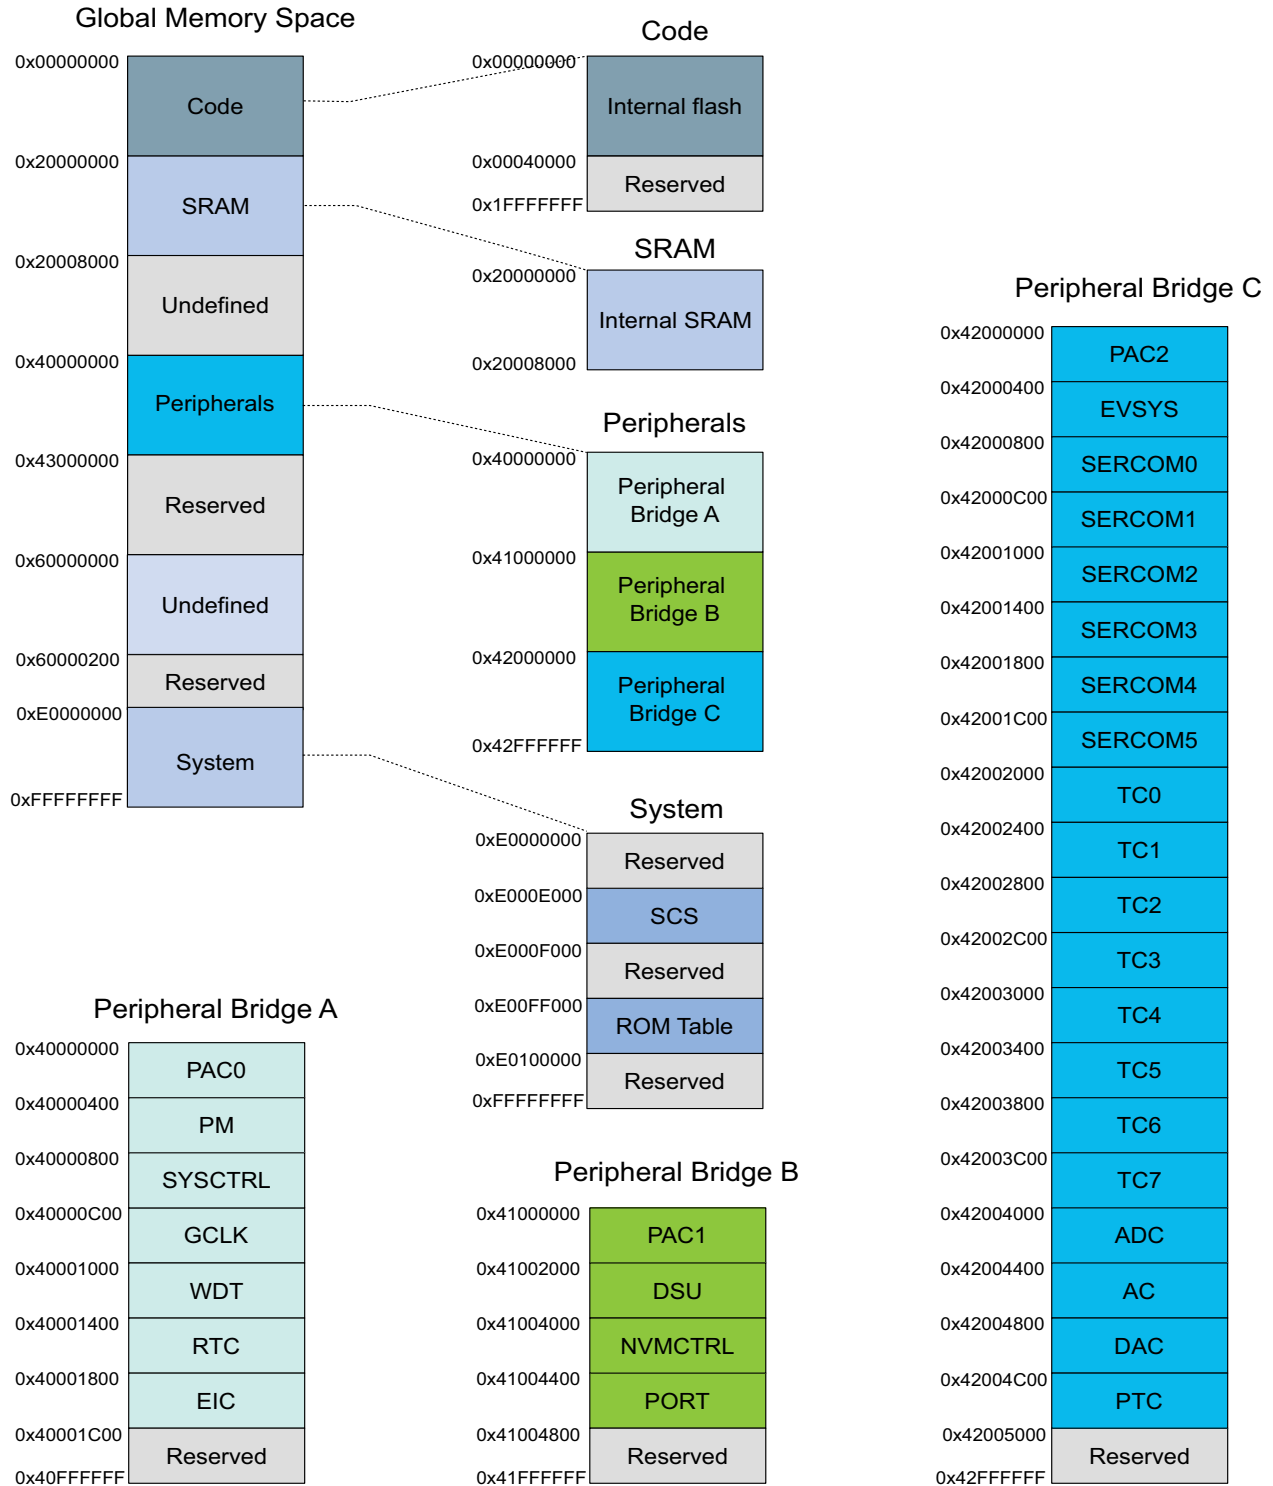 Global Memory Space
0x00000000
Code
0x20000000
SRAM
0x20008000
Undefined
0x40000000
Peripherals
0x43000000
Reserved
0x60000000
Undefined
0x60000200
Reserved
0xE0000000
System
0xFFFFFFFF
Code
0x00000000
Internal flash
0x00040000
Reserved
0x1FFFFFFF
SRAM
0x20000000
Internal SRAM
0x20008000
Peripherals
0x40000000
Peripheral
Bridge A
0x41000000
Peripheral
Bridge B
0x42000000
Peripheral
Bridge C
0x42FFFFFF
System
0xE0000000
Reserved
0xE000E000
SCS
0xE000F000
Reserved
0xE00FF000
ROM Table
0xE0100000
Reserved
0xFFFFFFFF
Peripheral Bridge A
0x40000000
PAC0
0x40000400
PM
0x40000800
SYSCTRL
0x40000C00
GCLK
0x40001000
WDT
0x40001400
RTC
0x40001800
EIC
0x40001C00
Reserved
0x40FFFFFF
Peripheral Bridge B
0x41000000
PAC1
0x41002000
DSU
0x41004000
NVMCTRL
0x41004400
PORT
0x41004800
Reserved
0x41FFFFFF
Peripheral Bridge C
0x42000000
PAC2
0x42000400
EVSYS
0x42000800
SERCOM0
0x42000C00
SERCOM1
0x42001000
SERCOM2
0x42001400
SERCOM3
0x42001800
SERCOM4
0x42001C00
SERCOM5
0x42002000
TC0
0x42002400
TC1
0x42002800
TC2
0x42002C00
TC3
0x42003000
TC4
0x42003400
TC5
0x42003800
TC6
0x42003C00
TC7
0x42004000
ADC
0x42004400
AC
0x42004800
DAC
0x42004C00
PTC
0x42005000
Reserved
0x42FFFFFF